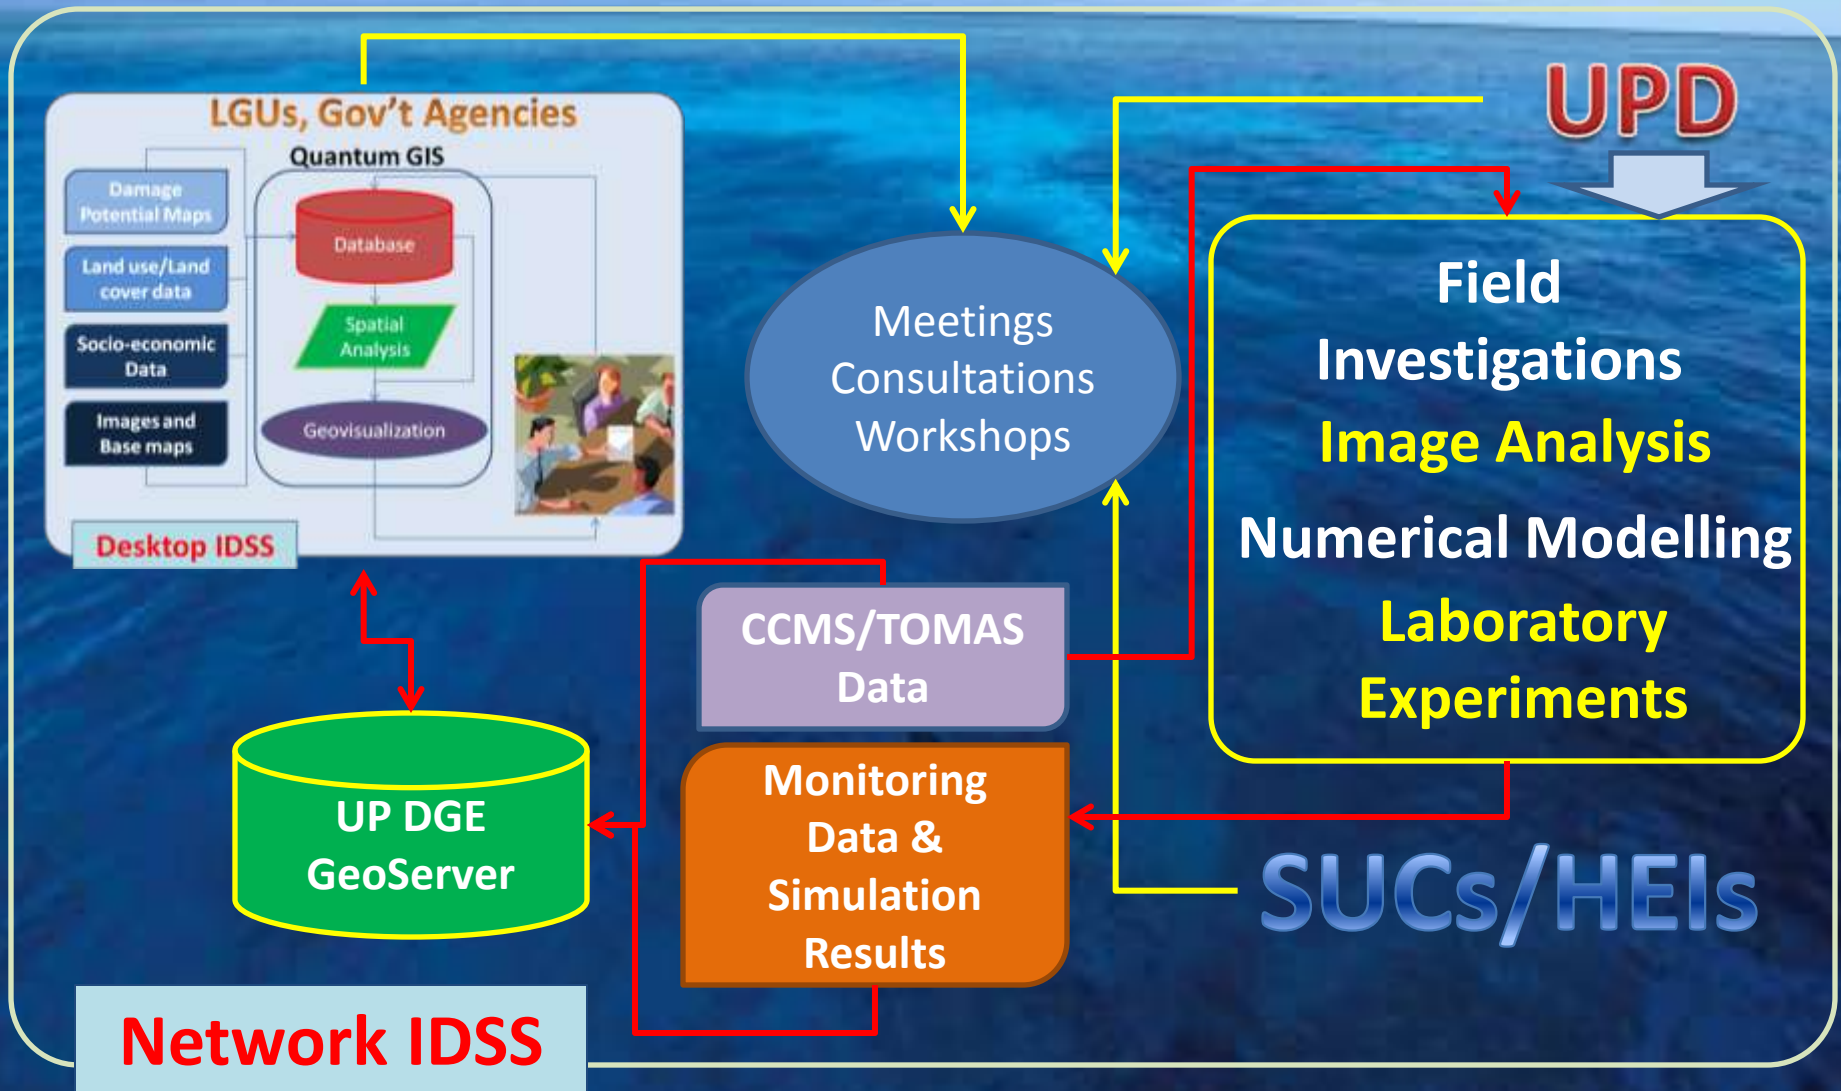 LGUs, Gov't Agencies
Quantum GIS
Damage
Potential Maps
Land use/Land
cover data
Socio-economic
Data
Images and
Base maps
Database
Spatial
Analysis
Geovisualization
Desktop IDSS
Meetings
Consultations
Workshops
UPD
Field
Investigations
Image Analysis
Numerical Modelling
Laboratory
Experiments
CCMS/TOMAS
Data
Monitoring
Data &
Simulation
Results
UP DGE
GeoServer
SUCs/HEIs
Network IDSS